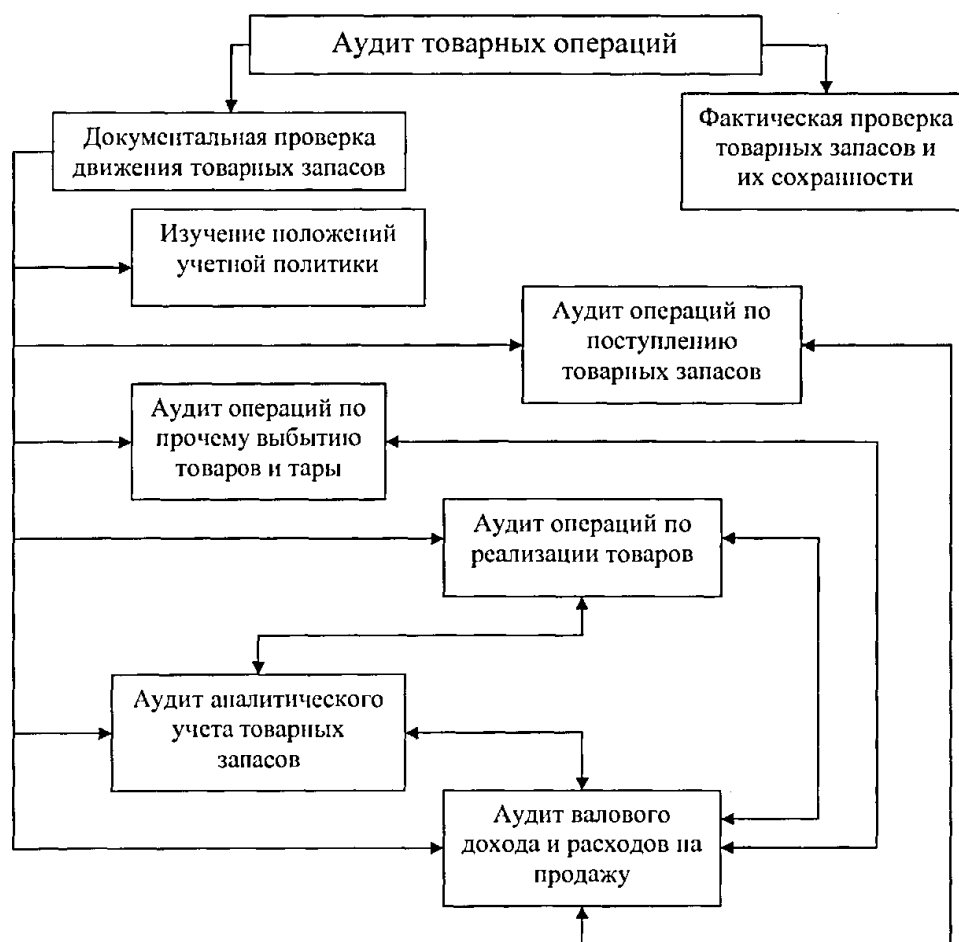 Аудит товарных операций
Документальная проверка
движения товарных запасов
Фактическая проверка
товарных запасов и
их сохранности
Изучение положений
учетной политики
Аудит операций по
поступлению
товарных запасов
Аудит операций по
прочему выбытию
товаров и тары
Аудит операций по
реализации товаров
Аудит аналитического
учета товарных
запасов
Аудит валового
дохода и расходов на
продажу